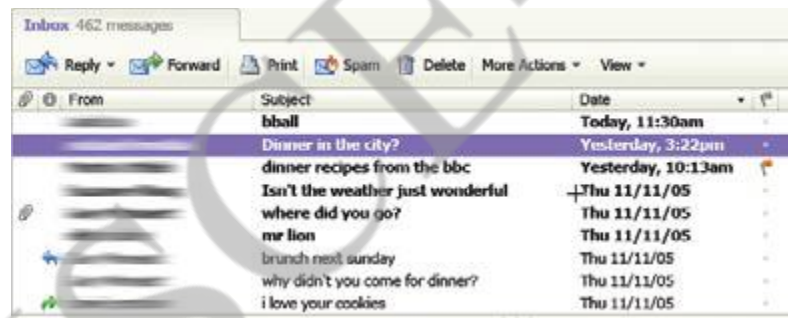 Inbox 462 messages
Reply Forward Print Spam Delete More Actions View
From Subject Date
bball Today, 11:30am
Dinner in the city? Yesterday, 3:22pm
dinner recipes from the bbc Yesterday, 10:13am
Isn't the weather just wonderful Thu 11/11/05
where did you go? Thu 11/11/05
mr lion Thu 11/11/05
brunch next sunday Thu 11/11/05
why didn't you come for dinner? Thu 11/11/05
i love your cookies Thu 11/11/05